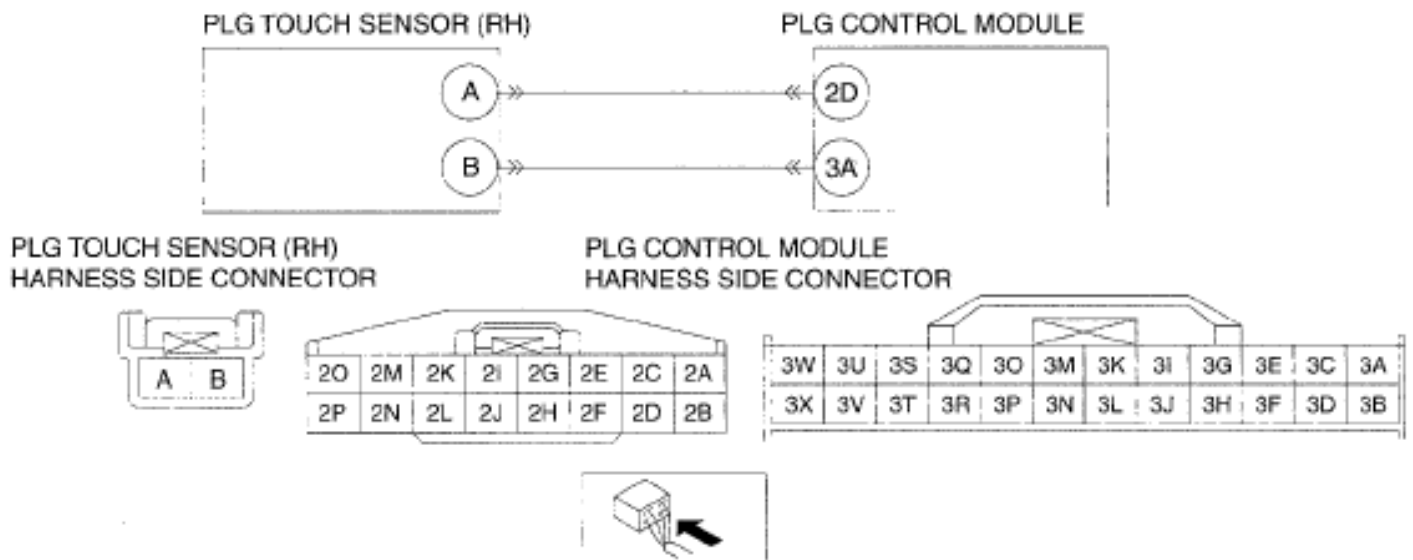 PLG TOUCH SENSOR (RH)
PLG CONTROL MODULE
A
2D
B
3A
PLG TOUCH SENSOR (RH)
HARNESS SIDE CONNECTOR
PLG CONTROL MODULE
HARNESS SIDE CONNECTOR
A B
2O 2M 2K 2I 2G 2E 2C 2A
2P 2N 2L 2J 2H 2F 2D 2B
3W 3U 3S 3Q 3O 3M 3K 3I 3G 3E 3C 3A
3X 3V 3T 3R 3P 3N 3L 3J 3H 3F 3D 3B